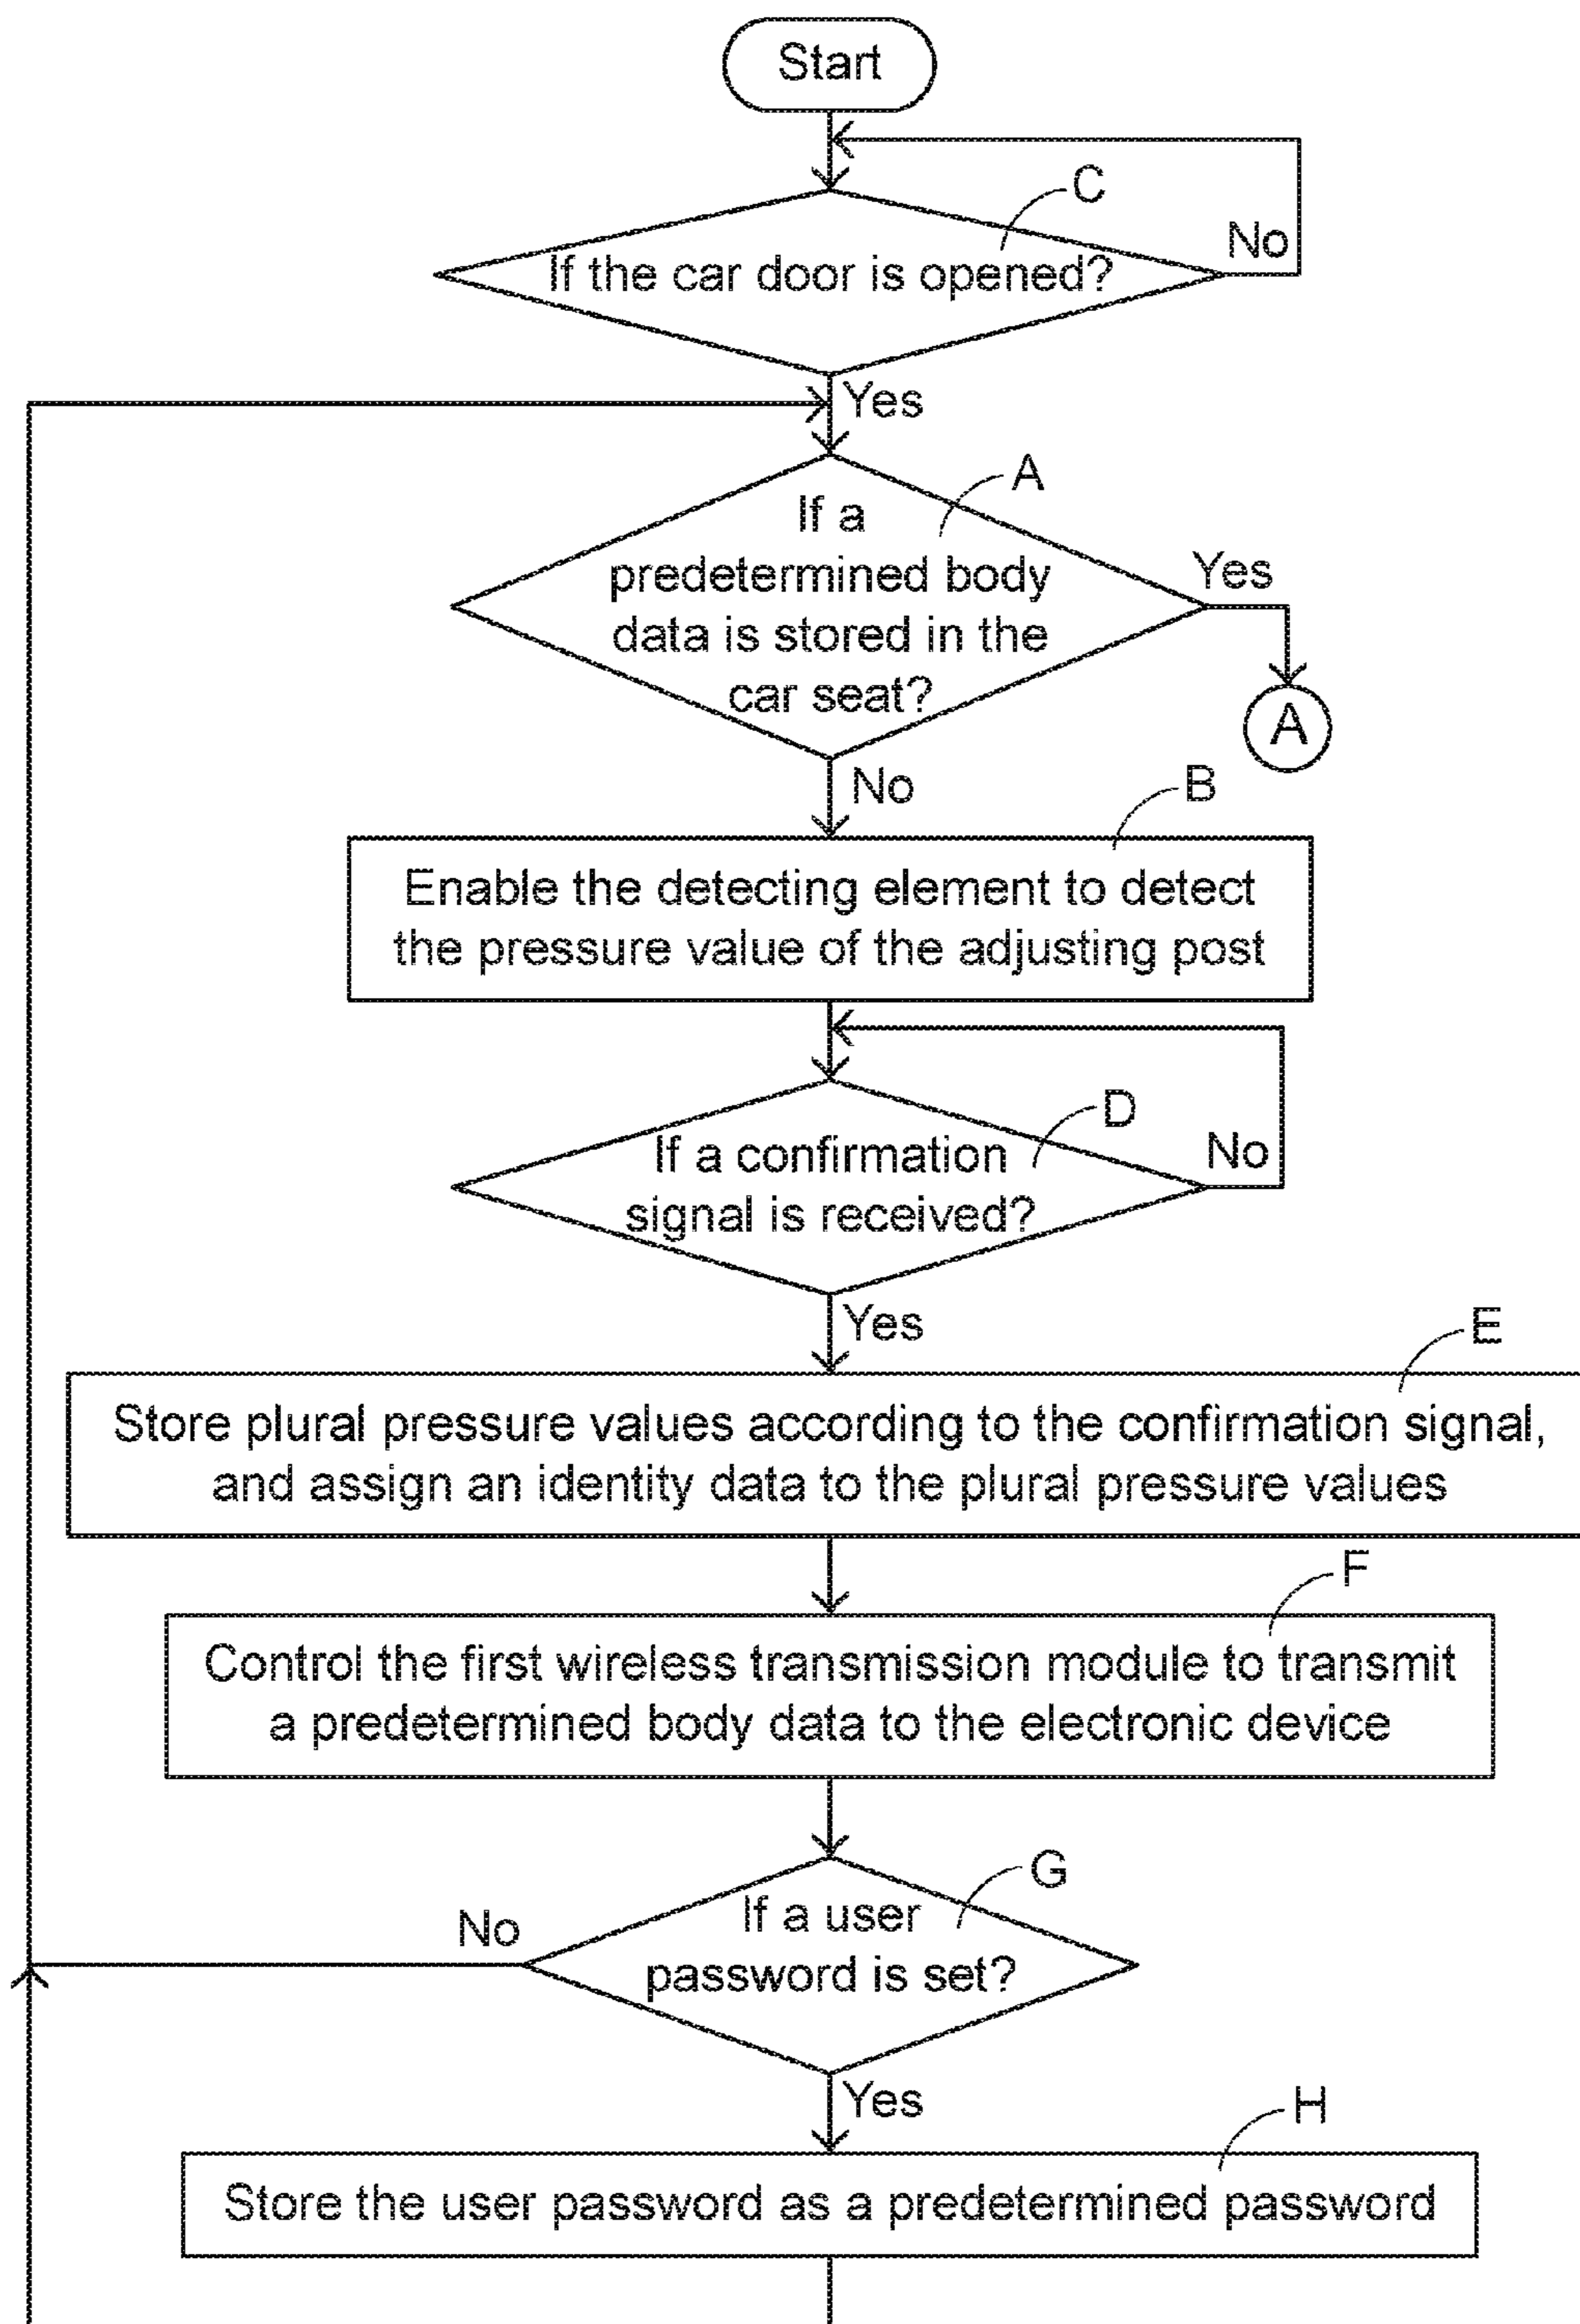 Start
C
No
If the car door is opened?
Yes
A
If a
predetermined body
data is stored in the
car seat?
Yes
A
No
B
Enable the detecting element to detect
the pressure value of the adjusting post
D
If a confirmation
signal is received?
No
Yes
E
Store plural pressure values according to the confirmation signal,
and assign an identity data to the plural pressure values
F
Control the first wireless transmission module to transmit
a predetermined body data to the electronic device
G
If a user
password is set?
No
Yes
H
Store the user password as a predetermined password